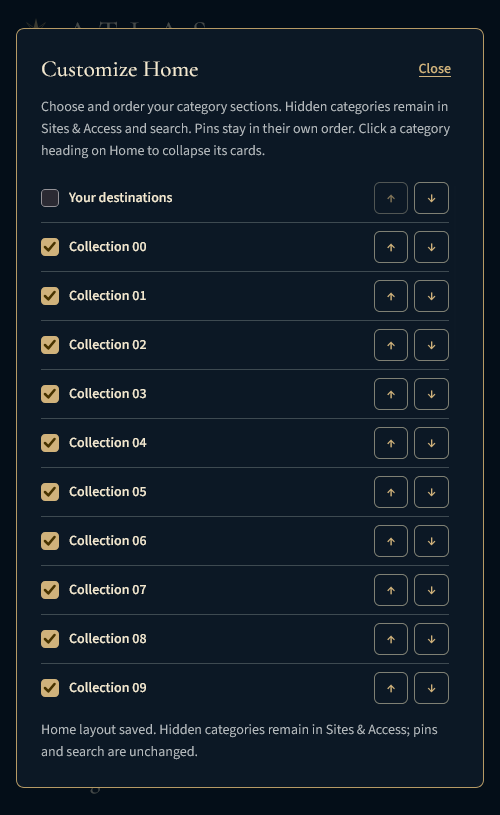 ATLAS
Customize Home
Close
Choose and order your category sections. Hidden categories remain in
Sites & Access and search. Pins stay in their own order. Click a category
heading on Home to collapse its cards.
Your destinations
↑ ↓
Collection 00
↑ ↓
Collection 01
↑ ↓
Collection 02
↑ ↓
Collection 03
↑ ↓
Collection 04
↑ ↓
Collection 05
↑ ↓
Collection 06
↑ ↓
Collection 07
↑ ↓
Collection 08
↑ ↓
Collection 09
↑ ↓
Home layout saved. Hidden categories remain in Sites & Access; pins
and search are unchanged.